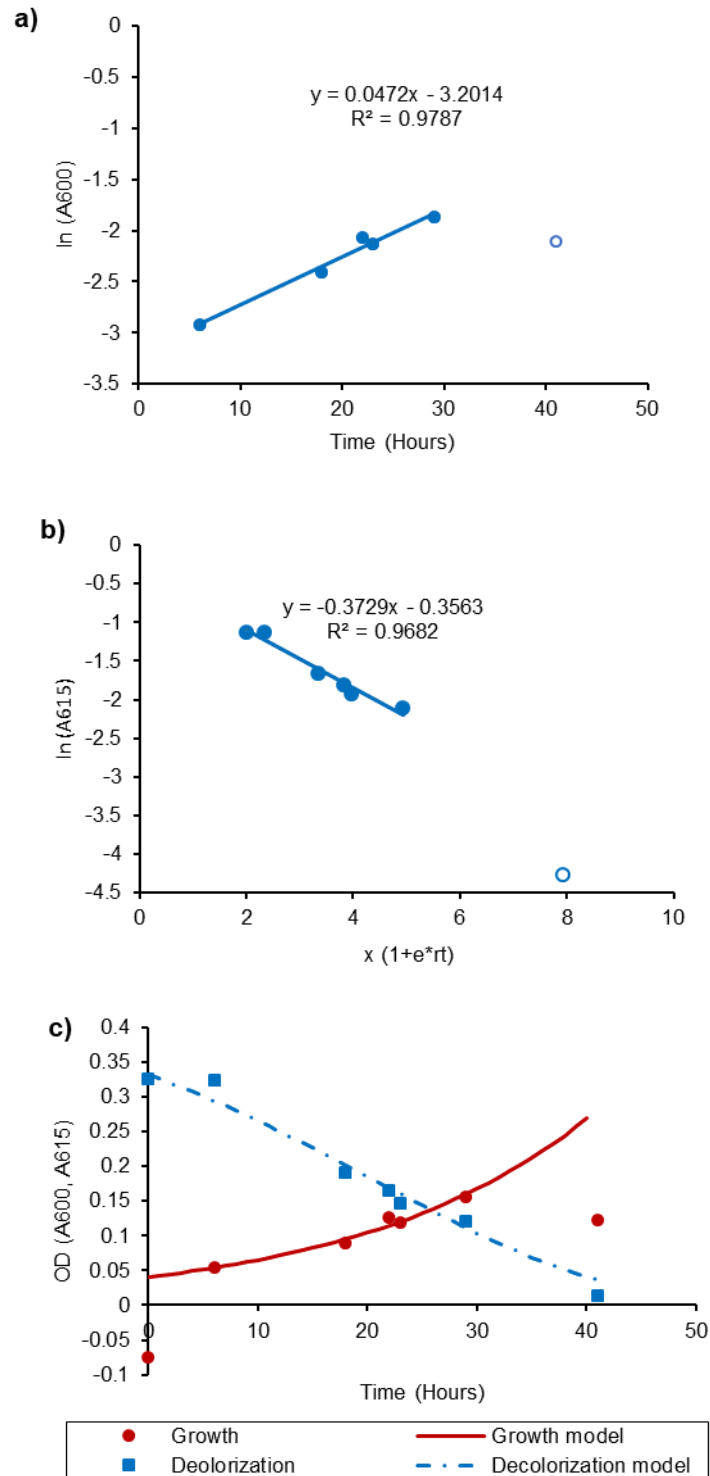 a)
0
-0.5
-1
-1.5
-2
-2.5
-3
-3.5
ln (A600)
y = 0.0472x - 3.2014
R² = 0.9787
0 10 20 30 40 50
Time (Hours)
b)
0
-0.5
-1
-1.5
-2
-2.5
-3
-3.5
-4
-4.5
ln(A615)
y = -0.3729x - 0.3563
R² = 0.9682
0 2 4 6 8 10
x (1+e*rt)
c)
0.4
0.35
0.3
0.25
0.2
0.15
0.1
0.05
0
-0.05
-0.1
OD (A600, A615)
0 10 20 30 40 50
Time (Hours)
Growth Growth model
Deolorization Decolorization model